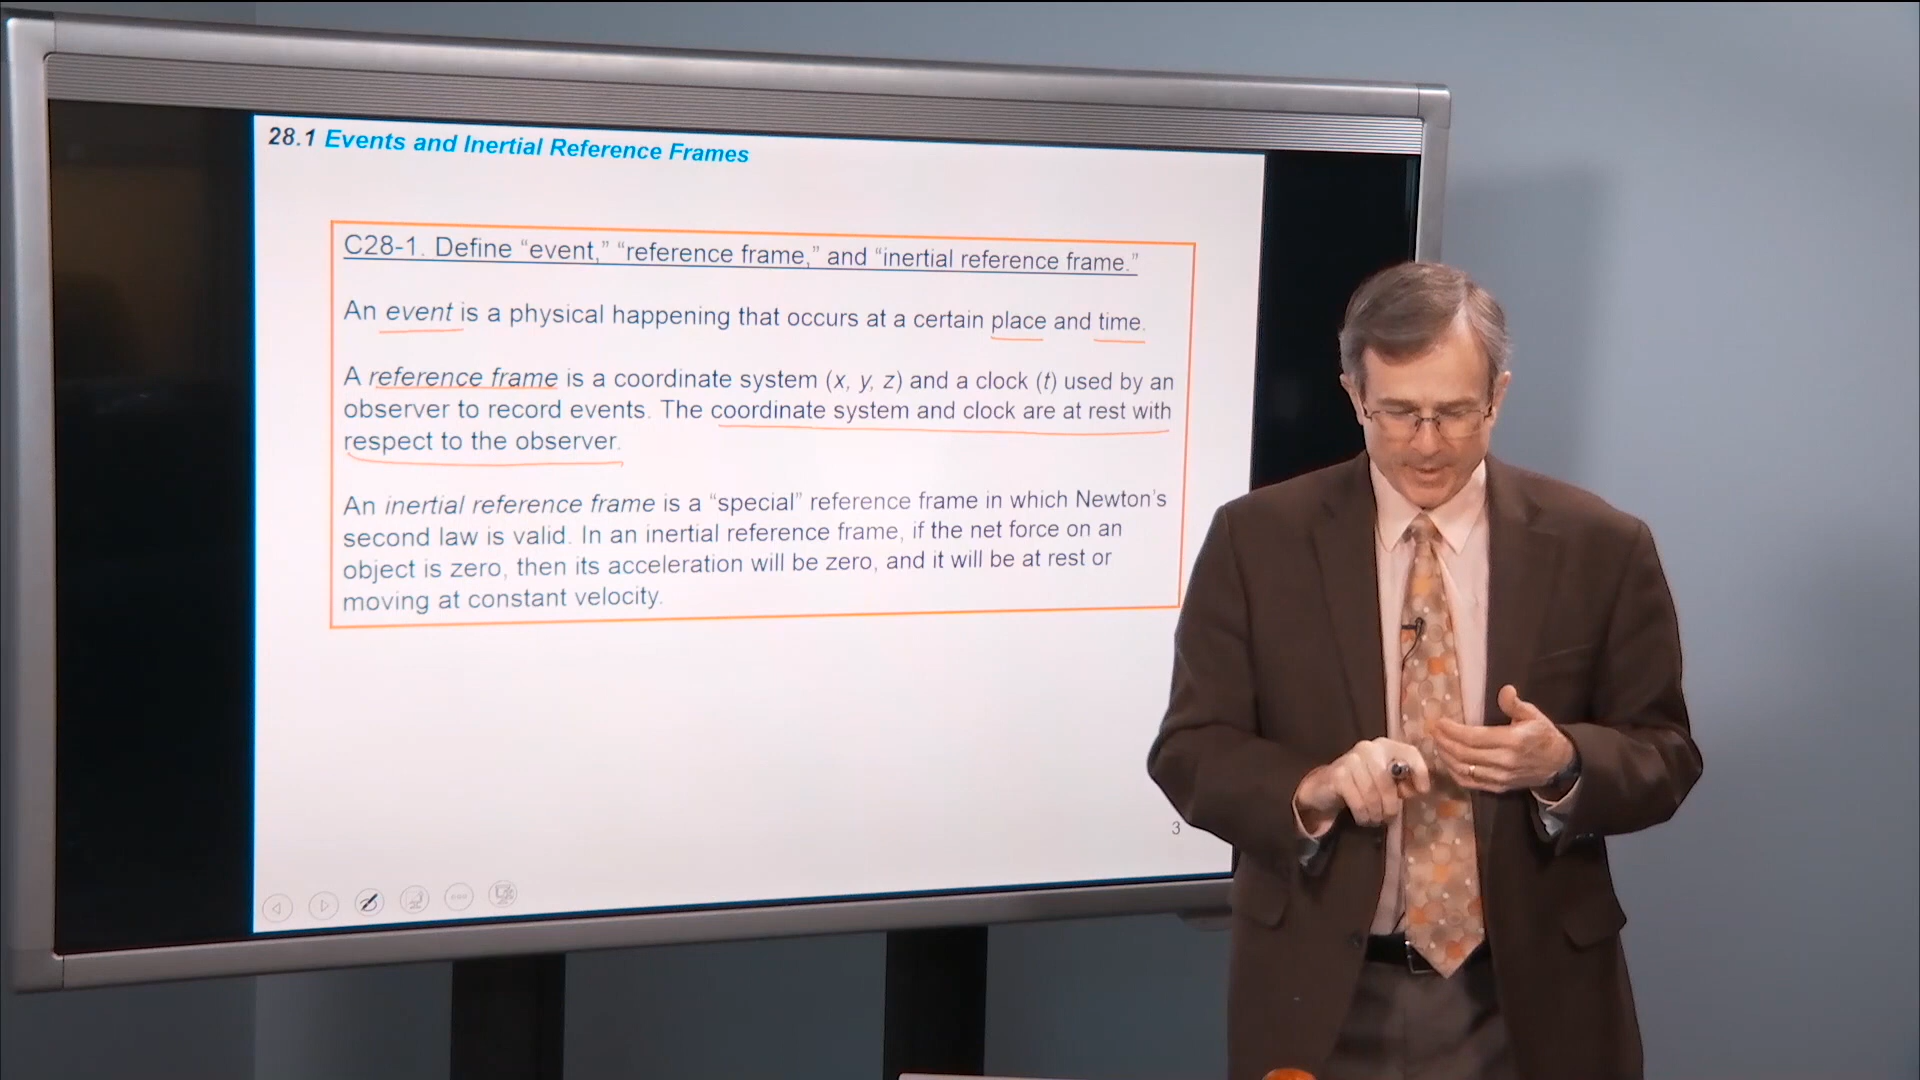 28.1 Events and Inertial Reference Frames
C28-1. Define “event,” “reference frame,” and “inertial reference frame.”
An event is a physical happening that occurs at a certain place and time.
A reference frame is a coordinate system (x, y, z) and a clock (t) used by an
observer to record events. The coordinate system and clock are at rest with
respect to the observer.
An inertial reference frame is a “special” reference frame in which Newton’s
second law is valid. In an inertial reference frame, if the net force on an
object is zero, then its acceleration will be zero, and it will be at rest or
moving at constant velocity.
3